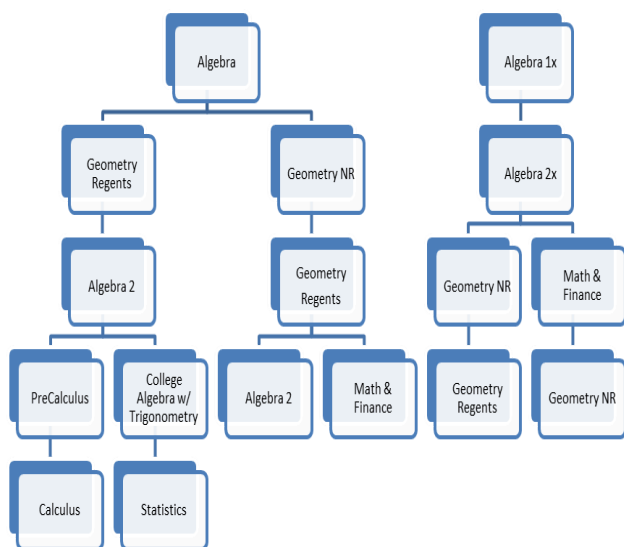 Algebra
Algebra 1x
Geometry
Regents
Geometry NR
Algebra 2x
Algebra 2
Geometry
Regents
Geometry NR
Math &
Finance
PreCalculus
College
Algebra w/
Trigonometry
Algebra 2
Math &
Finance
Geometry
Regents
Geometry NR
Calculus
Statistics